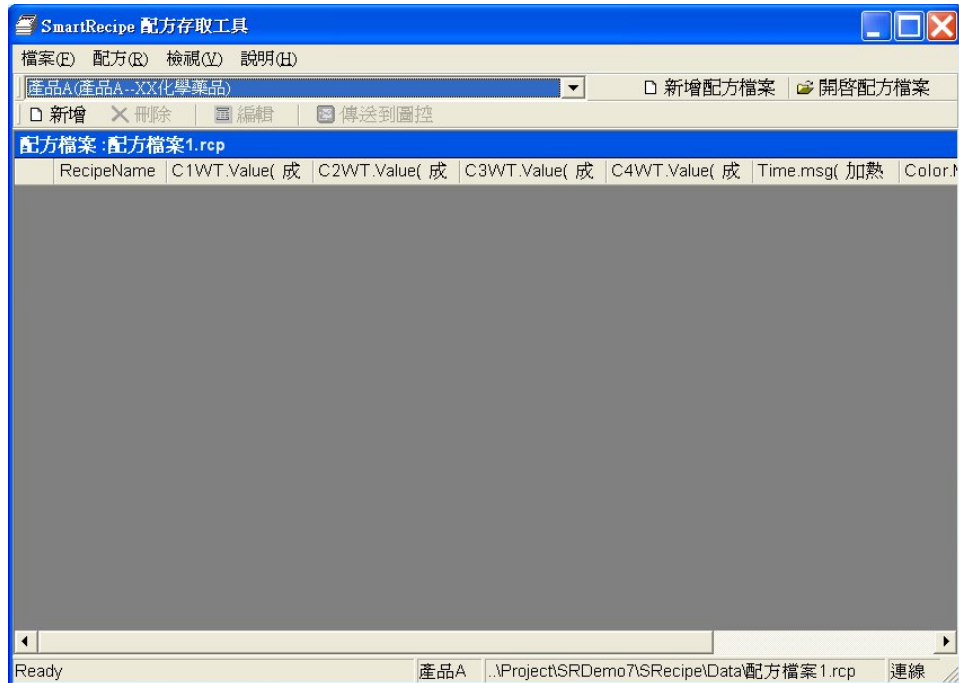 SmartRecipe 配方存取工具
檔案(F) 配方(R) 檢視(V) 說明(H)
產品A(產品A--XX化學藥品) 新增配方檔案 開啓配方檔案
新增 刪除 編輯 傳送到圖控
配方檔案 :配方檔案1.rcp
RecipeName C1WT.Value( 成 C2WT.Value( 成 C3WT.Value( 成 C4WT.Value( 成 Time.msg( 加熱 Color.M
Ready 產品A ..\Project\SRDemo7\SRecipe\Data\配方檔案1.rcp 連線